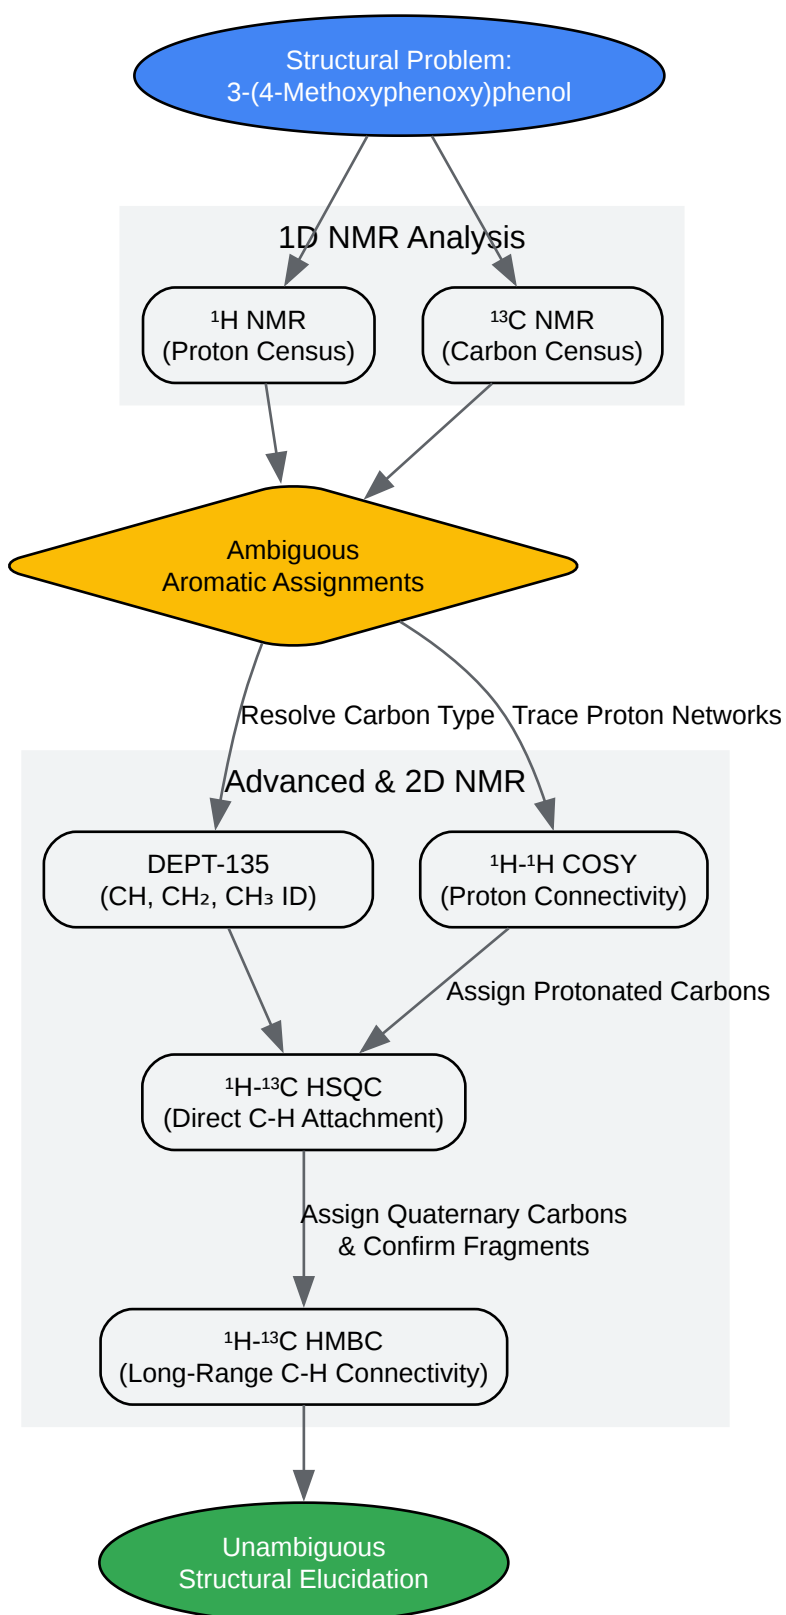 Structural Problem:
3-(4-Methoxyphenoxy)phenol
1D NMR Analysis
¹H NMR
(Proton Census)
¹³C NMR
(Carbon Census)
Ambiguous
Aromatic Assignments
Resolve Carbon Type
Trace Proton Networks
Advanced & 2D NMR
DEPT-135
(CH, CH₂, CH₃ ID)
¹H-¹H COSY
(Proton Connectivity)
Assign Protonated Carbons
¹H-¹³C HSQC
(Direct C-H Attachment)
Assign Quaternary Carbons
& Confirm Fragments
¹H-¹³C HMBC
(Long-Range C-H Connectivity)
Unambiguous
Structural Elucidation